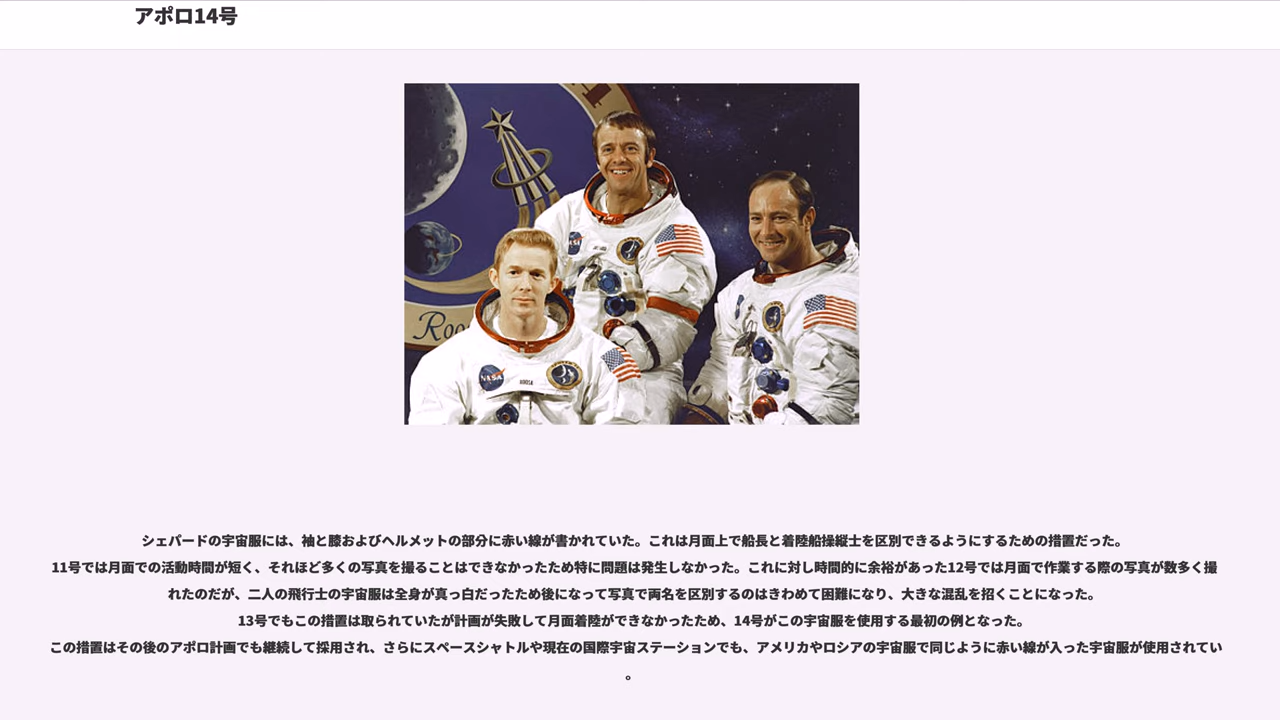 アポロ14号
Roo
NASA
シェパードの宇宙服には、袖と膝およびヘルメットの部分に赤い線が書かれていた。これは月面上で船長と着陸船操縦士を区別できるようにするための措置だった。
11号では月面での活動時間が短く、それほど多くの写真を撮ることはできなかったため特に問題は発生しなかった。これに対し時間的に余裕があった12号では月面で作業する際の写真が数多く撮
れたのだが、二人の飛行士の宇宙服は全身が真っ白だったため後になって写真で両名を区別するのはきわめて困難になり、大きな混乱を招くことになった。
13号でもこの措置は取られていたが計画が失敗して月面着陸ができなかったため、14号がこの宇宙服を使用する最初の例となった。
この措置はその後のアポロ計画でも継続して採用され、さらにスペースシャトルや現在の国際宇宙ステーションでも、アメリカやロシアの宇宙服で同じように赤い線が入った宇宙服が使用されてい
。